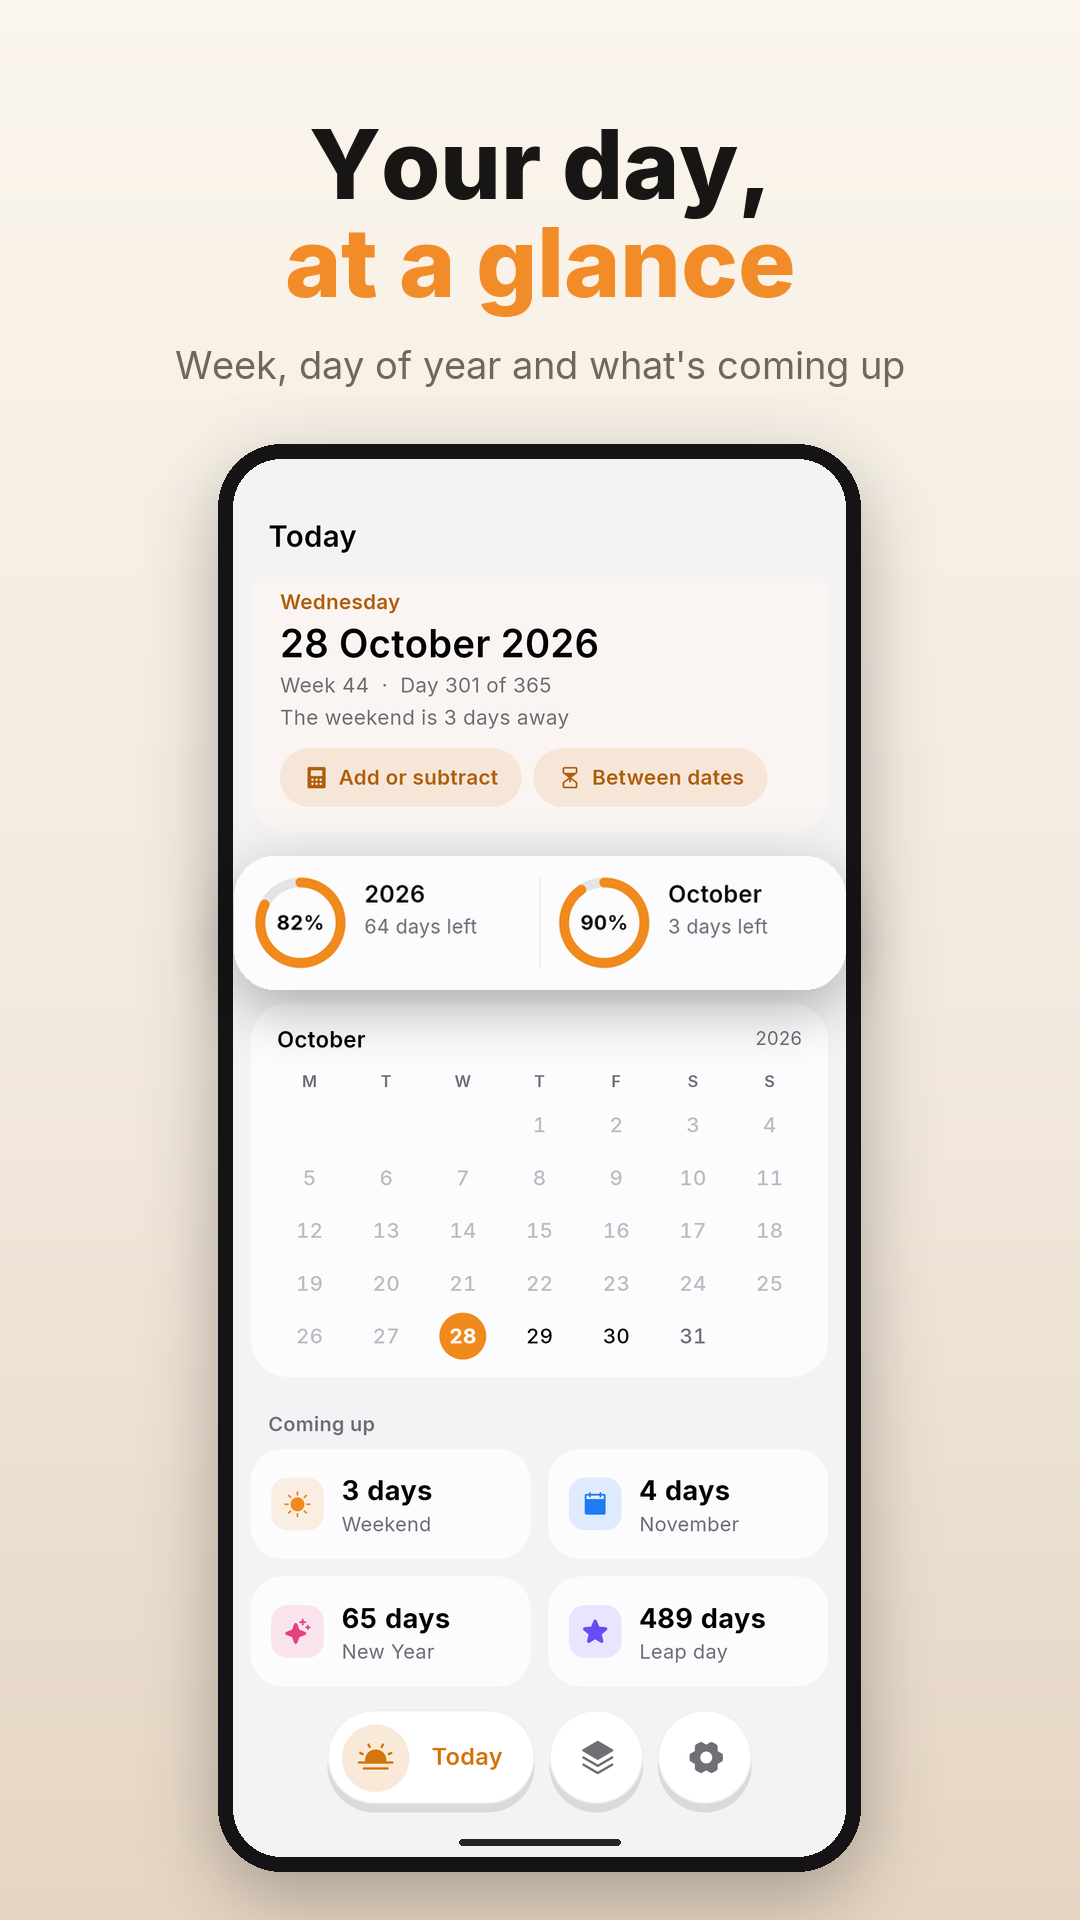 Your day,
at a glance
Week, day of year and what's coming up
Today
Wednesday
28 October 2026
Week 44 · Day 301 of 365
The weekend is 3 days away
Add or subtract
Between dates
82%
2026
64 days left
90%
October
3 days left
October 2026
M T W T F S S
1 2 3 4
5 6 7 8 9 10 11
12 13 14 15 16 17 18
19 20 21 22 23 24 25
26 27 28 29 30 31
Coming up
3 days
Weekend
4 days
November
65 days
New Year
489 days
Leap day
Today